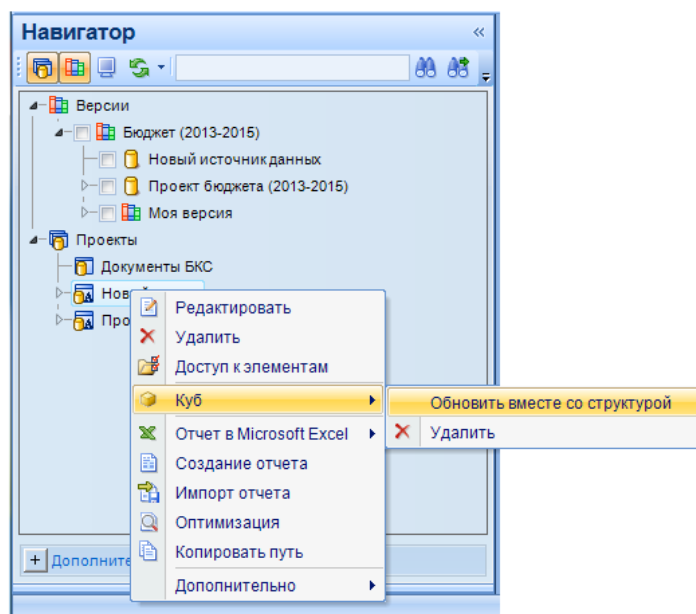 Навигатор
Версии
Бюджет (2013-2015)
Новый источник данных
Проект бюджета (2013-2015)
Моя версия
Проекты
Документы БКС
Редактировать
Удалить
Доступ к элементам
Куб
Обновить вместе со структурой
Отчет в Microsoft Excel
Удалить
Создание отчета
Импорт отчета
Оптимизация
Копировать путь
Дополнительно